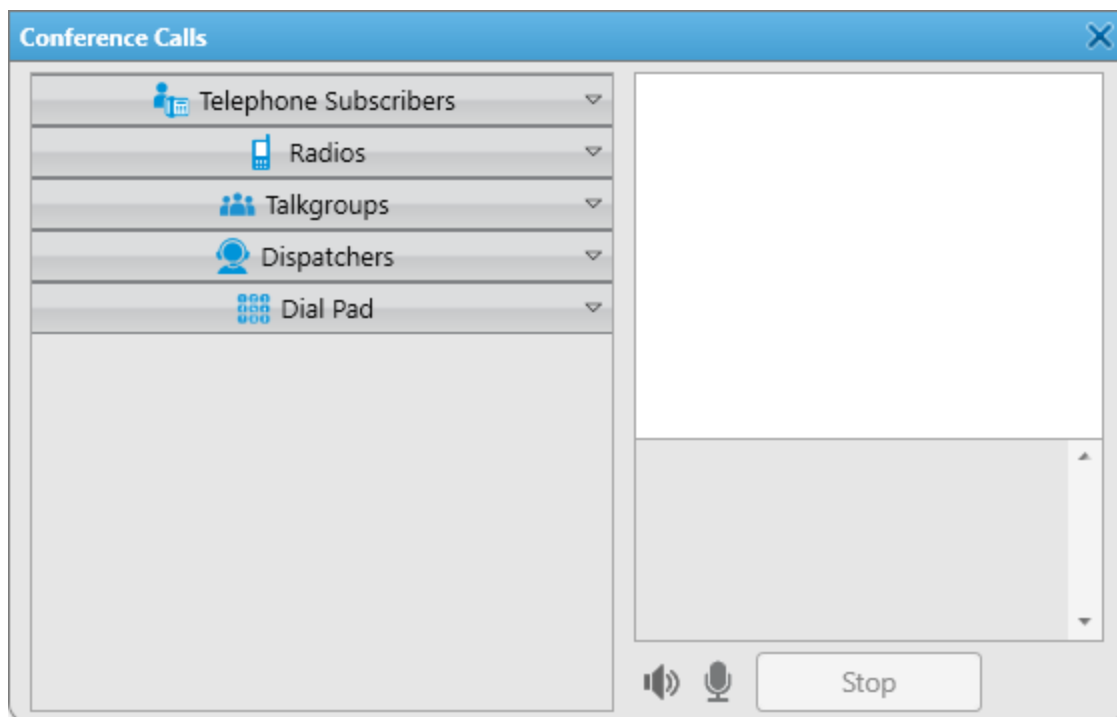 Conference Calls
Telephone Subscribers
Radios
Talkgroups
Dispatchers
Dial Pad
Stop